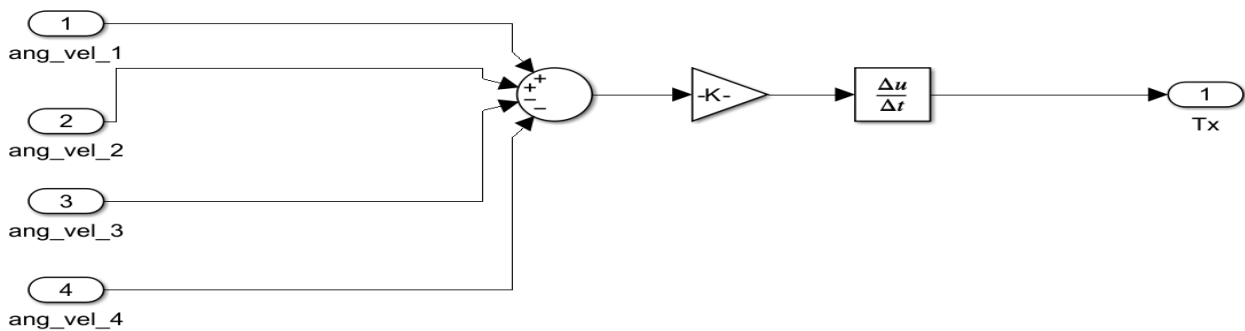 1
ang_vel_1
2
ang_vel_2
3
ang_vel_3
4
ang_vel_4
+
+
−
−
-K-
Δu
Δt
1
Tx